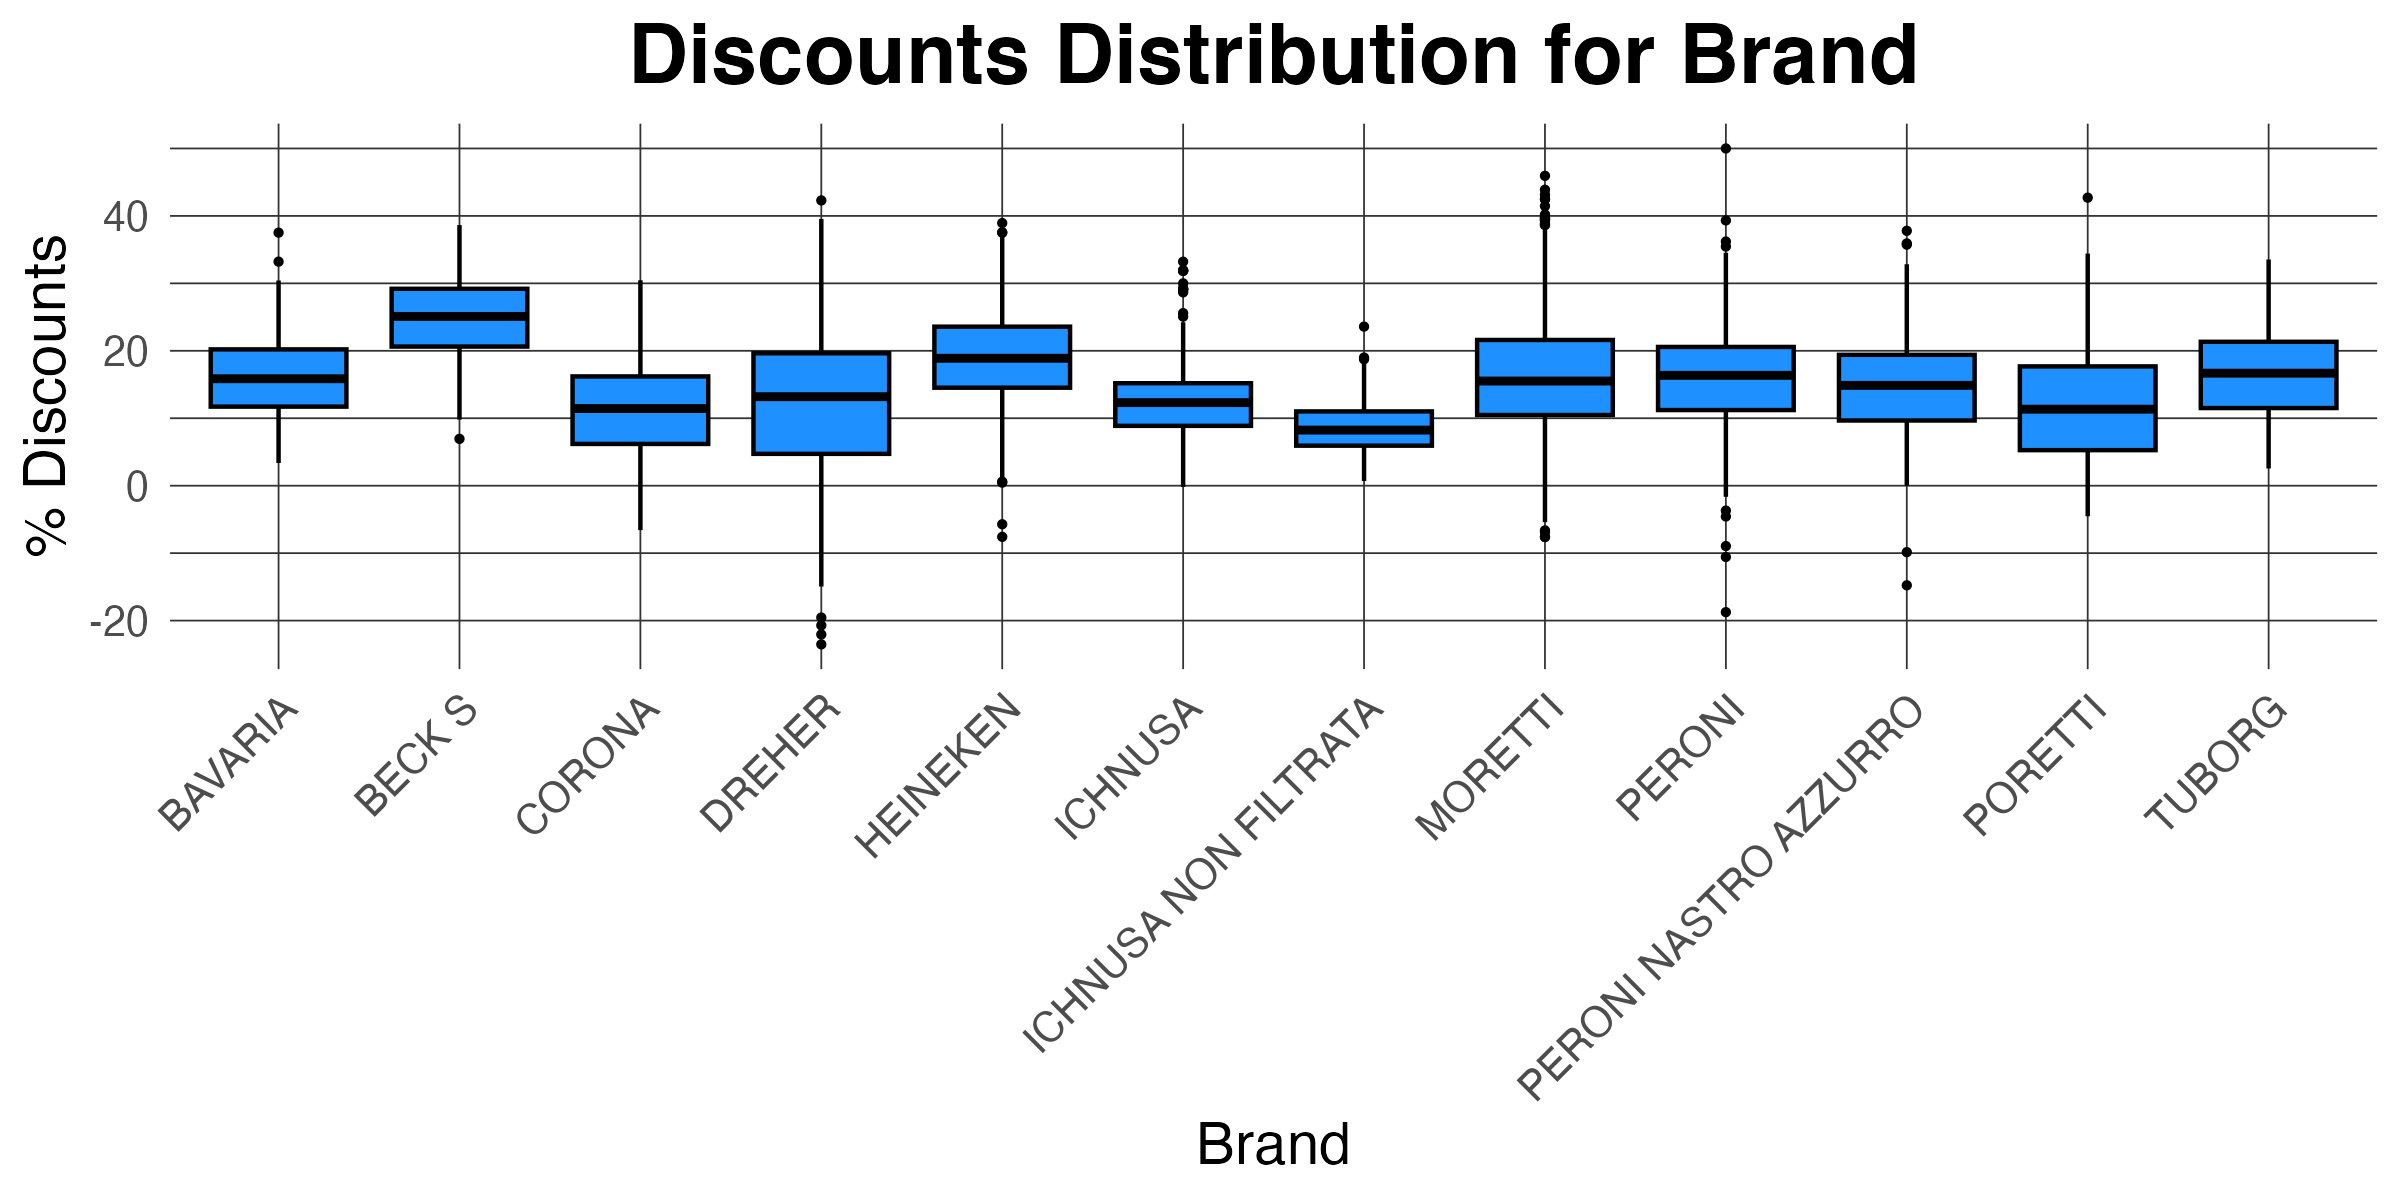 Discounts Distribution for Brand
% Discounts
40
20
0
-20
BAVARIA
BECK S
CORONA
DREHER
HEINEKEN
ICHNUSA
ICHNUSA NON FILTRATA
MORETTI
PERONI
PERONI NASTRO AZZURRO
PORETTI
TUBORG
Brand